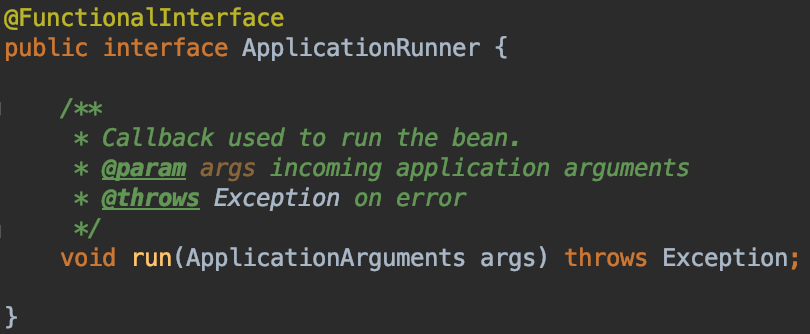 @FunctionalInterface
public interface ApplicationRunner {
/**
* Callback used to run the bean.
* @param args incoming application arguments
* @throws Exception on error
*/
void run(ApplicationArguments args) throws Exception;
}